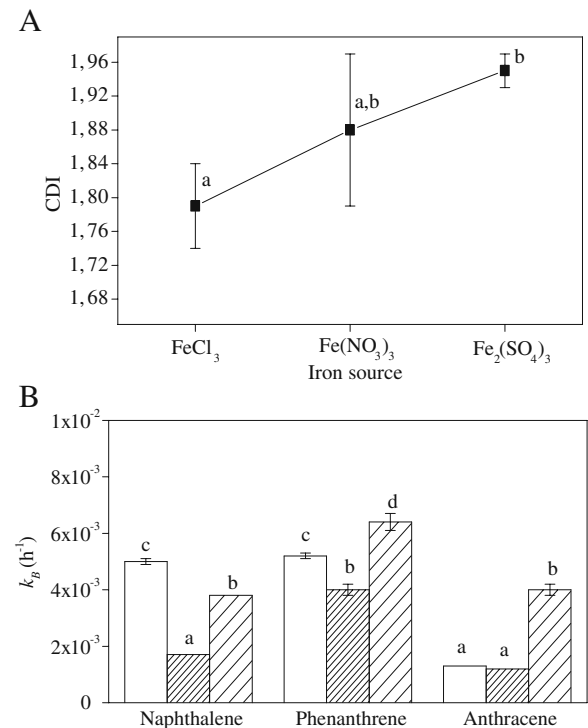 A
1,96
1,92
1,88
1,84
1,80
1,76
1,72
1,68
CDI
a
a,b
b
FeCl₃
Fe(NO₃)₃
Fe₂(SO₄)₃
Iron source
B
1x10⁻²
8x10⁻³
6x10⁻³
4x10⁻³
2x10⁻³
0
k_B (h⁻¹)
c
a
b
c
b
d
a
a
b
Naphthalene
Phenanthrene
Anthracene